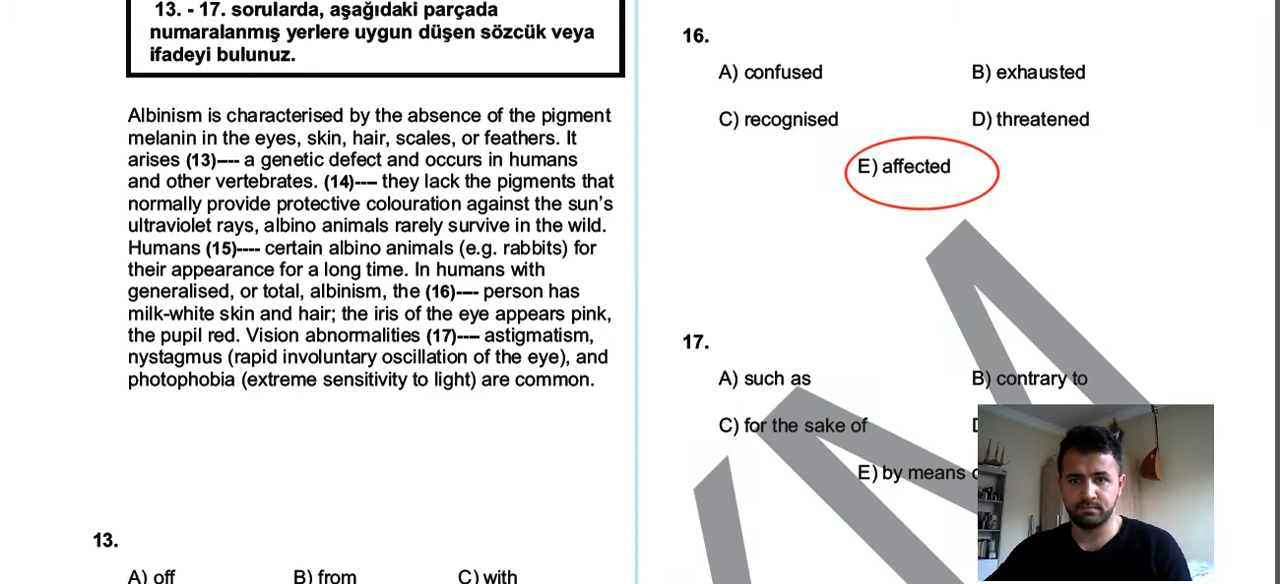 13. - 17. sorularda, aşağıdaki parçada
numaralanmış yerlere uygun düşen sözcük veya
ifadeyi bulunuz.
Albinism is characterised by the absence of the pigment
melanin in the eyes, skin, hair, scales, or feathers. It
arises (13)---- a genetic defect and occurs in humans
and other vertebrates. (14)---- they lack the pigments that
normally provide protective colouration against the sun's
ultraviolet rays, albino animals rarely survive in the wild.
Humans (15)---- certain albino animals (e.g. rabbits) for
their appearance for a long time. In humans with
generalised, or total, albinism, the (16)---- person has
milk-white skin and hair; the iris of the eye appears pink,
the pupil red. Vision abnormalities (17)---- astigmatism,
nystagmus (rapid involuntary oscillation of the eye), and
photophobia (extreme sensitivity to light) are common.
13.
A) off B) from C) with
16.
A) confused B) exhausted
C) recognised D) threatened
E) affected
17.
A) such as B) contrary to
C) for the sake of
E) by means